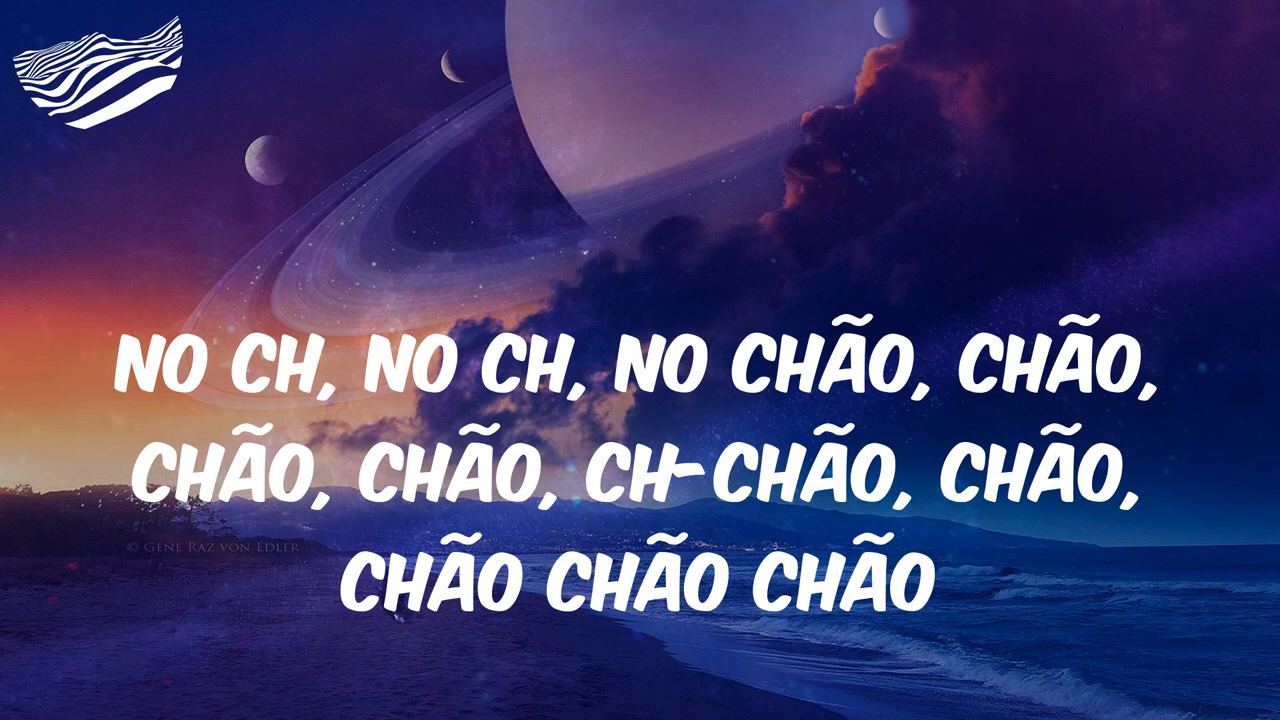 NO CH, NO CH, NO CHÃO, CHÃO,
CHÃO, CHÃO, CH-CHÃO, CHÃO,
© GENE RAZ VON EDLER
CHÃO CHÃO CHÃO